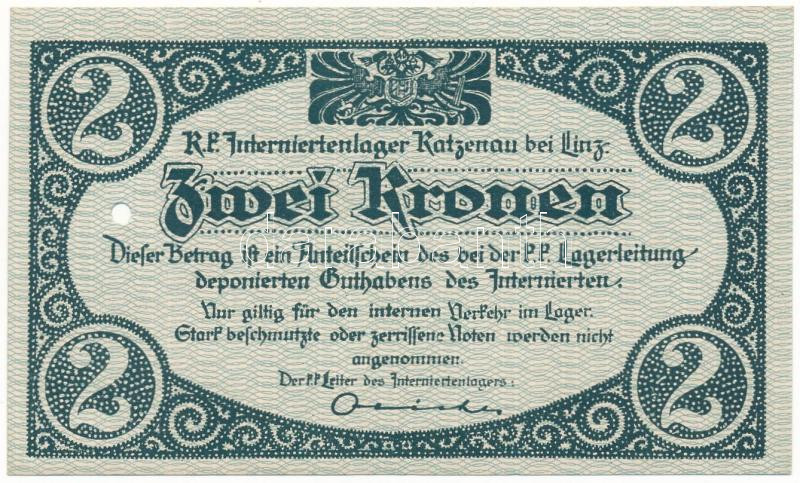 2 2
K.k. Interniertenlager Katzenau bei Linz
Zwei Kronen
Dieser Betrag ist ein Anteilschein des bei der k.k. Lagerleitung
deponierten Guthabens des Internierten.
Nur giltig für den internen Verkehr im Lager.
Stark beschmutzte oder zerrissene Noten werden nicht
angenommen.
Der k.k. Leiter des Interniertenlagers:
2 2